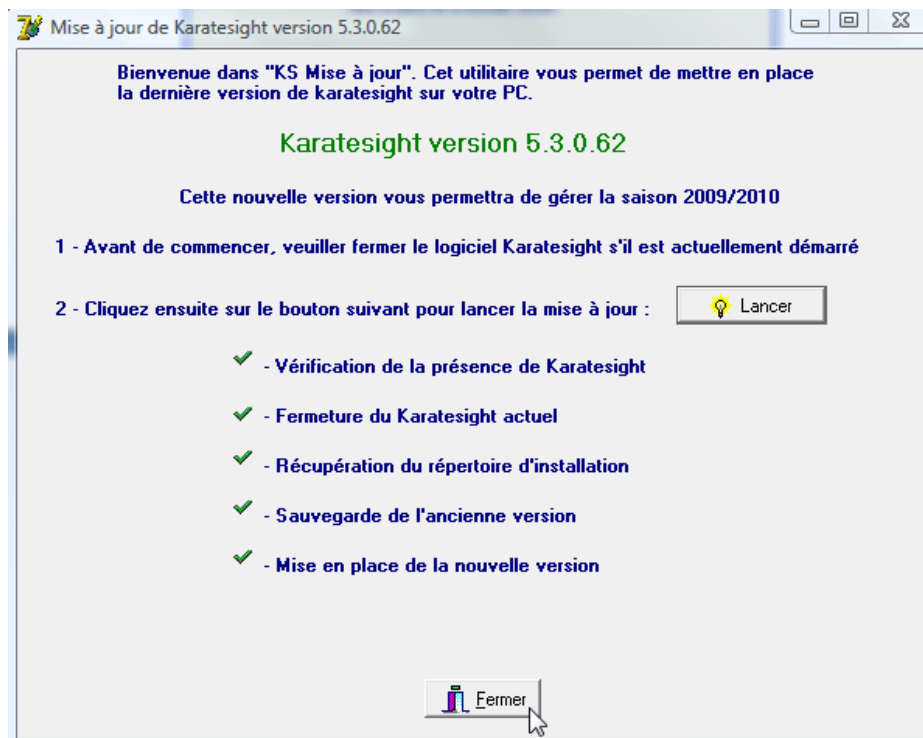 Mise à jour de Karatesight version 5.3.0.62
Bienvenue dans "KS Mise à jour". Cet utilitaire vous permet de mettre en place
la dernière version de karatesight sur votre PC.
Karatesight version 5.3.0.62
Cette nouvelle version vous permettra de gérer la saison 2009/2010
1 - Avant de commencer, veuiller fermer le logiciel Karatesight s'il est actuellement démarré
2 - Cliquez ensuite sur le bouton suivant pour lancer la mise à jour : Lancer
- Vérification de la présence de Karatesight
- Fermeture du Karatesight actuel
- Récupération du répertoire d'installation
- Sauvegarde de l'ancienne version
- Mise en place de la nouvelle version
Fermer